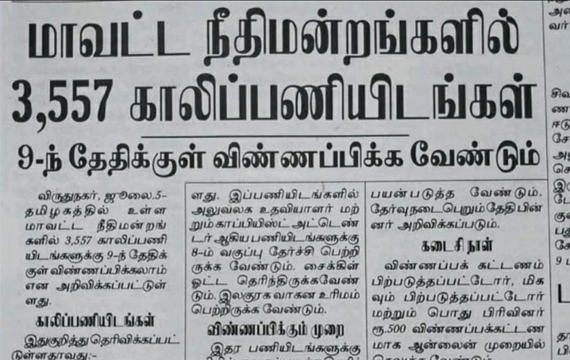 மாவட்ட நீதிமன்றங்களில்
3,557 காலிப்பணியிடங்கள்
9-ந் தேதிக்குள் விண்ணப்பிக்க வேண்டும்
விருதுநகர், ஜூலை.5-
தமிழகத்தில் உள்ள
மாவட்ட நீதிமன்றங்
களில் 3,557 காலிப்பணி
யிடங்களுக்கு 9-ந் தேதிக்
குள் விண்ணப்பிக்கலாம்
என அறிவிக்கப்பட்டுள்
ளது.
காலிப்பணியிடங்கள்
இதுகுறித்து தெரிவிக்கப்பட்
டுள்ளதாவது:-
ளது. இப்பணியிடங்களில்
அலுவலக உதவியாளர் மற்
றும் காப்பியிஸ்ட் அட்டெண்
டர் ஆகிய பணியிடங்களுக்கு
8-ம் வகுப்பு தேர்ச்சி பெற்றி
ருக்க வேண்டும். சைக்கிள்
ஓட்ட தெரிந்திருக்கவேண்
டும். இலகுரக வாகன உரிமம்
பெற்றிருக்க வேண்டும்.
விண்ணப்பிக்கும் முறை
இதர பணியிடங்களுக்கு
பயன்படுத்த வேண்டும்.
தேர்வு நடைபெறும் தேதி பின்
னர் அறிவிக்கப்படும்.
கடைசி நாள்
விண்ணப்பக் கட்டணம்
பிற்படுத்தப்பட்டோர், மிக
வும் பிற்படுத்தப்பட்டோர்
மற்றும் பொது பிரிவினர்
ரூ.500 விண்ணப்பக்கட்டண
மாக ஆன்லைன் முறையில்